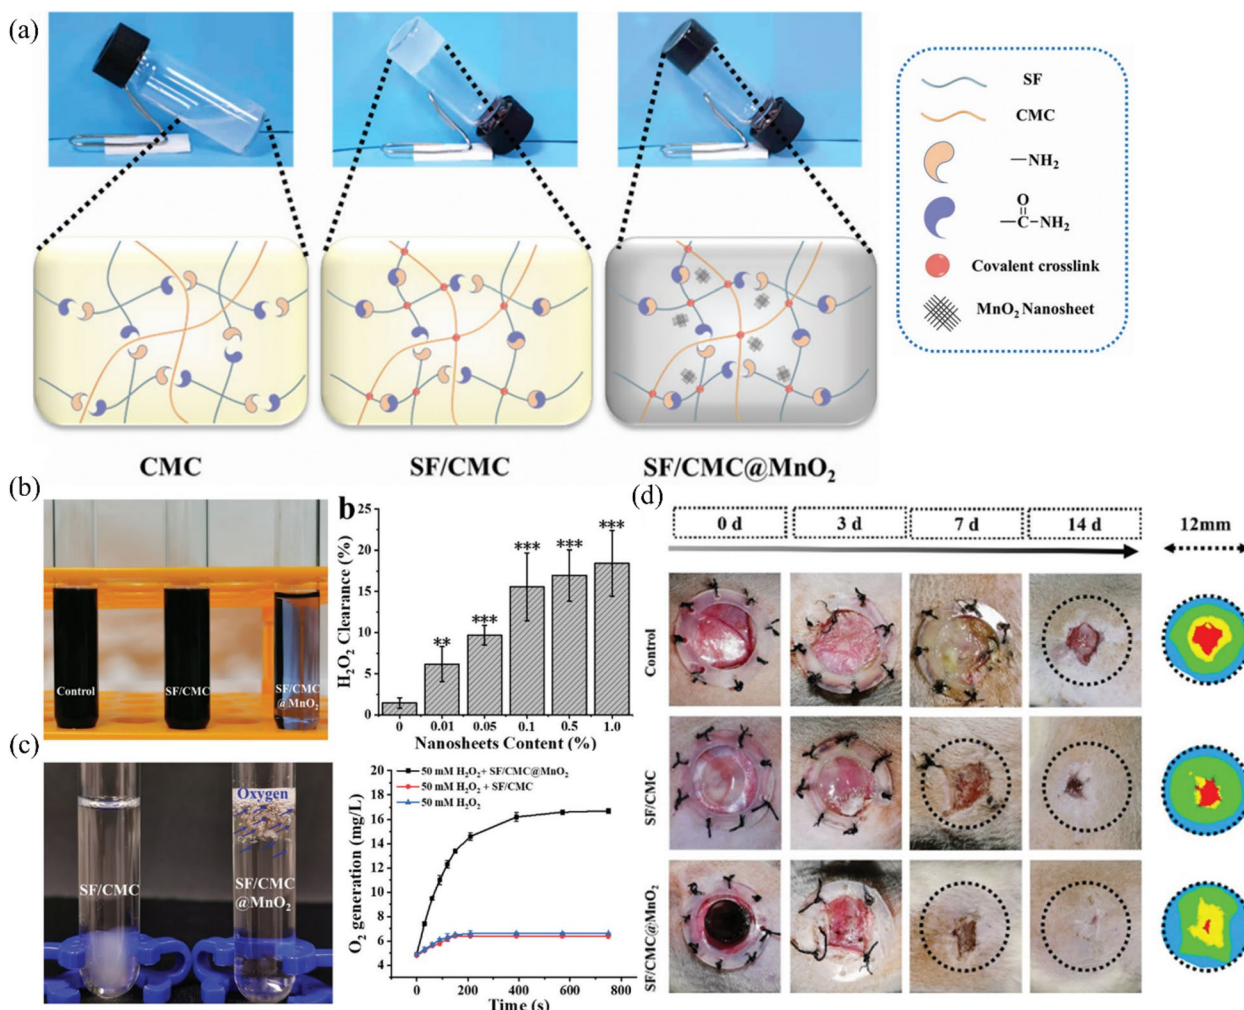 (a)
SF
CMC
—NH₂
O
—C—NH₂
Covalent crosslink
MnO₂ Nanosheet
CMC
SF/CMC
SF/CMC@MnO₂
(b)
Control
SF/CMC
SF/CMC
@MnO₂
b
H₂O₂ Clearance (%)
25
20
15
10
5
0
** *** *** *** ***
0 0.01 0.05 0.1 0.5 1.0
Nanosheets Content (%)
(c)
SF/CMC
Oxygen
SF/CMC
@MnO₂
50 mM H₂O₂ + SF/CMC@MnO₂
50 mM H₂O₂ + SF/CMC
50 mM H₂O₂
O₂ generation (mg/L)
20
18
16
14
12
10
8
6
4
0 200 400 600 800
Time (s)
(d)
0 d 3 d 7 d 14 d 12mm
Control
SF/CMC
SF/CMC@MnO₂